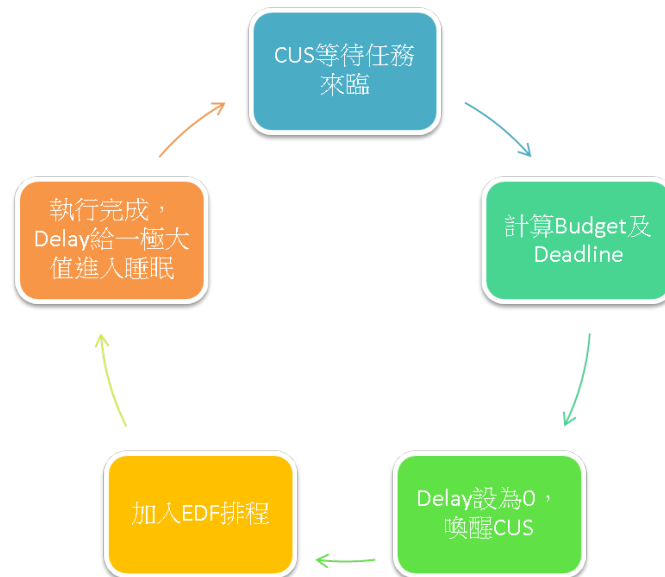 CUS等待任務
來臨
計算Budget及
Deadline
Delay設為0，
喚醒CUS
加入EDF排程
執行完成，
Delay給一極大
值進入睡眠